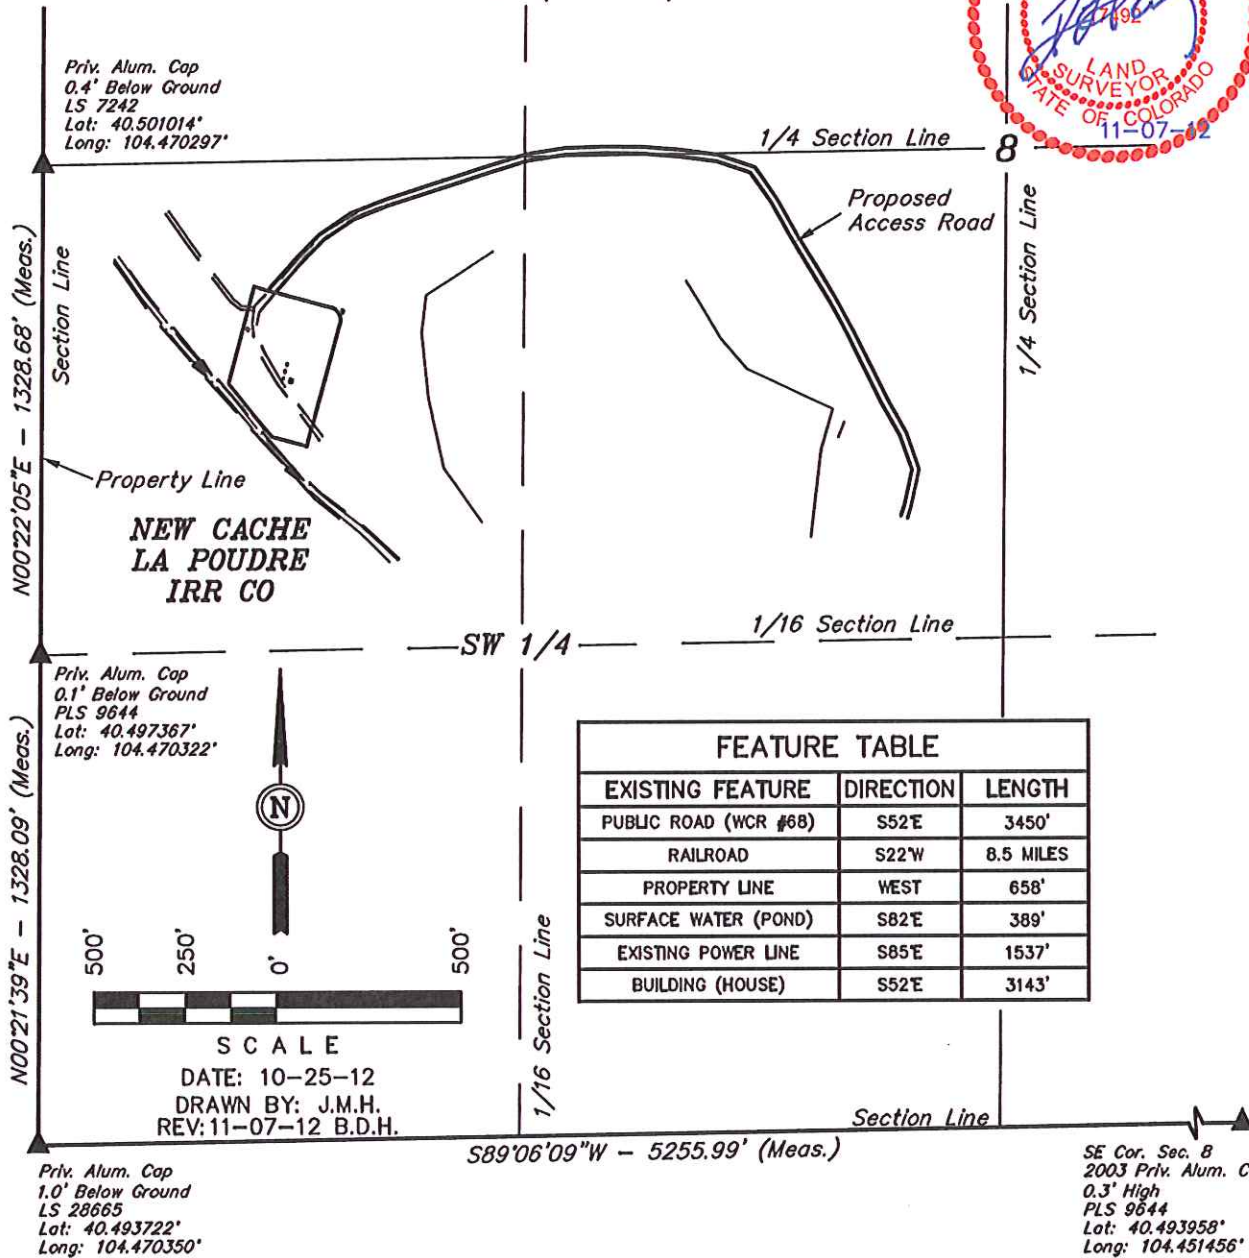 Priv. Alum. Cap
0.4' Below Ground
LS 7242
Lat: 40.501014°
Long: 104.470297°
LAND
SURVEYOR
STATE OF COLORADO
11-07-12
1/4 Section Line
8
Proposed
Access Road
1/4 Section Line
N00°22'05"E - 1328.68' (Meas.)
Section Line
Property Line
NEW CACHE
LA POUDRE
IRR CO
1/16 Section Line
SW 1/4
Priv. Alum. Cap
0.1' Below Ground
PLS 9644
Lat: 40.497367°
Long: 104.470322°
N00°21'39"E - 1328.09' (Meas.)
N
FEATURE TABLE
EXISTING FEATURE DIRECTION LENGTH
PUBLIC ROAD (WCR #68) S52°E 3450'
RAILROAD S22°W 8.5 MILES
PROPERTY LINE WEST 658'
SURFACE WATER (POND) S82°E 389'
EXISTING POWER LINE S85°E 1537'
BUILDING (HOUSE) S52°E 3143'
500' 250' 0' 500'
SCALE
DATE: 10-25-12
DRAWN BY: J.M.H.
REV: 11-07-12 B.D.H.
1/16 Section Line
Section Line
S89°06'09"W - 5255.99' (Meas.)
Priv. Alum. Cap
1.0' Below Ground
LS 28665
Lat: 40.493722°
Long: 104.470350°
SE Cor. Sec. 8
2003 Priv. Alum. C
0.3' High
PLS 9644
Lat: 40.493958°
Long: 104.451456°